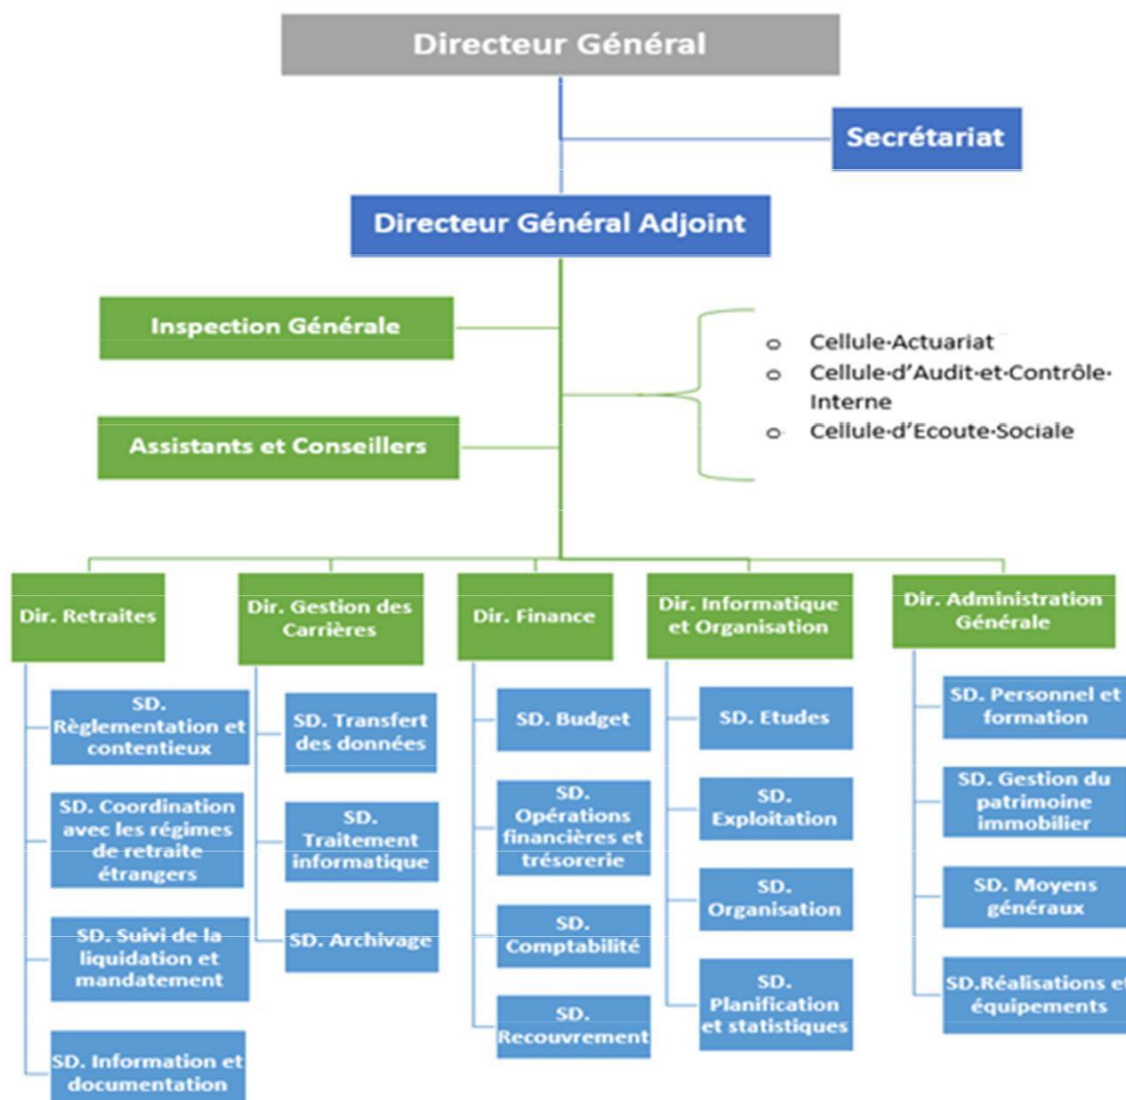 Directeur Général
Secrétariat
Directeur Général Adjoint
Inspection Générale
Assistants et Conseillers
o Cellule·Actuariat
o Cellule·d'Audit·et·Contrôle·
Interne
o Cellule·d'Ecoute·Sociale
Dir. Retraites
SD.
Règlementation et
contentieux
SD. Coordination
avec les régimes
de retraite
étrangers
SD. Suivi de la
liquidation et
mandatement
SD. Information et
documentation
Dir. Gestion des
Carrières
SD. Transfert
des données
SD.
Traitement
informatique
SD. Archivage
Dir. Finance
SD. Budget
SD.
Opérations
financières et
trésorerie
SD.
Comptabilité
SD.
Recouvrement
Dir. Informatique
et Organisation
SD. Etudes
SD.
Exploitation
SD.
Organisation
SD.
Planification
et statistiques
Dir. Administration
Générale
SD. Personnel et
formation
SD. Gestion du
patrimoine
immobilier
SD. Moyens
généraux
SD.Réalisations et
équipements